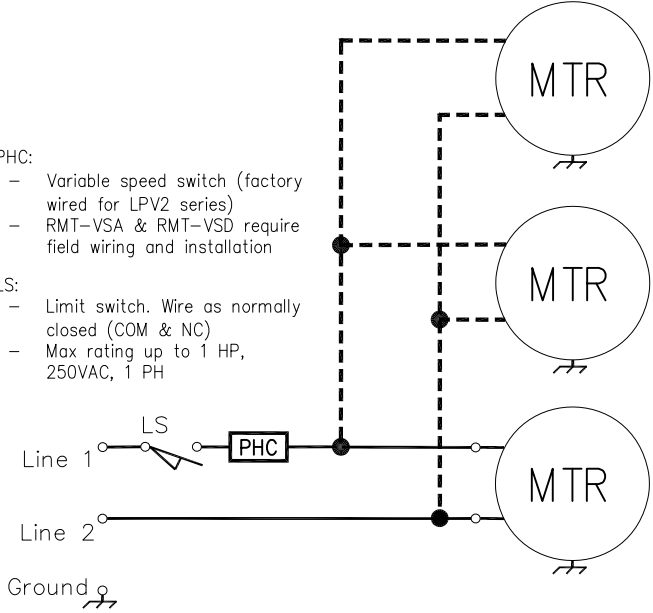 MTR
PHC:
– Variable speed switch (factory
wired for LPV2 series)
– RMT-VSA & RMT-VSD require
field wiring and installation
MTR
LS:
– Limit switch. Wire as normally
closed (COM & NC)
– Max rating up to 1 HP,
250VAC, 1 PH
LS
PHC
Line 1
MTR
Line 2
Ground